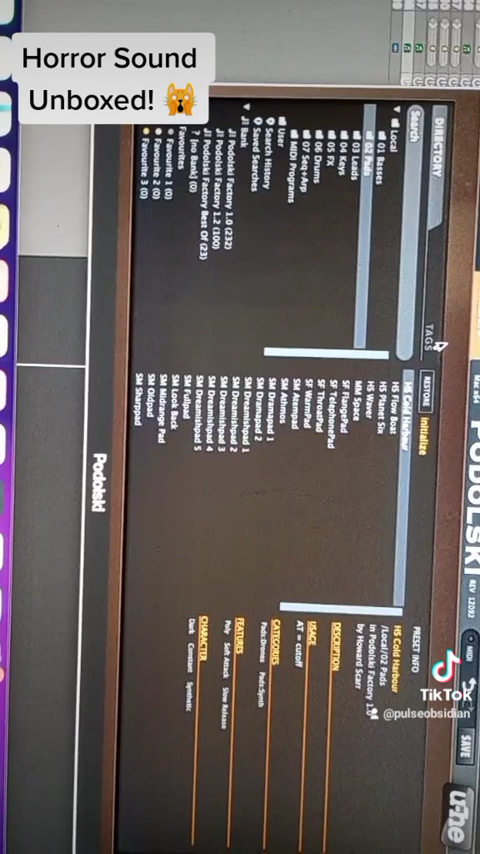 Horror Sound
Unboxed! 🙀
Mac x64
PODOLSKI
REV 12092
MIDI
SAVE
u-he
DIRECTORY
TAGS
Search
RESTORE
Initialize
Local
01 Basses
02 Pads
03 Leads
04 Keys
05 FX
06 Drums
07 Seq+Arp
MIDI Programs
User
Search History
Saved Searches
Bank
Podolski Factory 1.0 (232)
Podolski Factory 1.2 (100)
Podolski Factory Best Of (23)
? [no Bank] (0)
Favourites
Favourite 1 (0)
Favourite 2 (0)
Favourite 3 (0)
HS Cold Harbour
HS Flow Boat
HS Planet Six
HS Waver
MM Space
SF FlangePad
SF TelephonePad
SF ThroatPad
SF WarmPad
SM Atempad
SM Athmos
SM Dramapad 1
SM Dramapad 2
SM Dreamishpad 1
SM Dreamishpad 2
SM Dreamishpad 3
SM Dreamishpad 4
SM Dreamishpad 5
SM Fullpad
SM Look Back
SM Midrange Pad
SM Oldpad
SM Sharppad
PRESET INFO
HS Cold Harbour
/Local/02 Pads
in Podolski Factory 1.0
by Howard Scarr
DESCRIPTION
USAGE
AT = cutoff
CATEGORIES
Pads:Drones Pads:Synth
FEATURES
Poly Soft Attack Slow Release
CHARACTER
Dark Constant Synthetic
Podolski
TikTok
@pulseobsidian